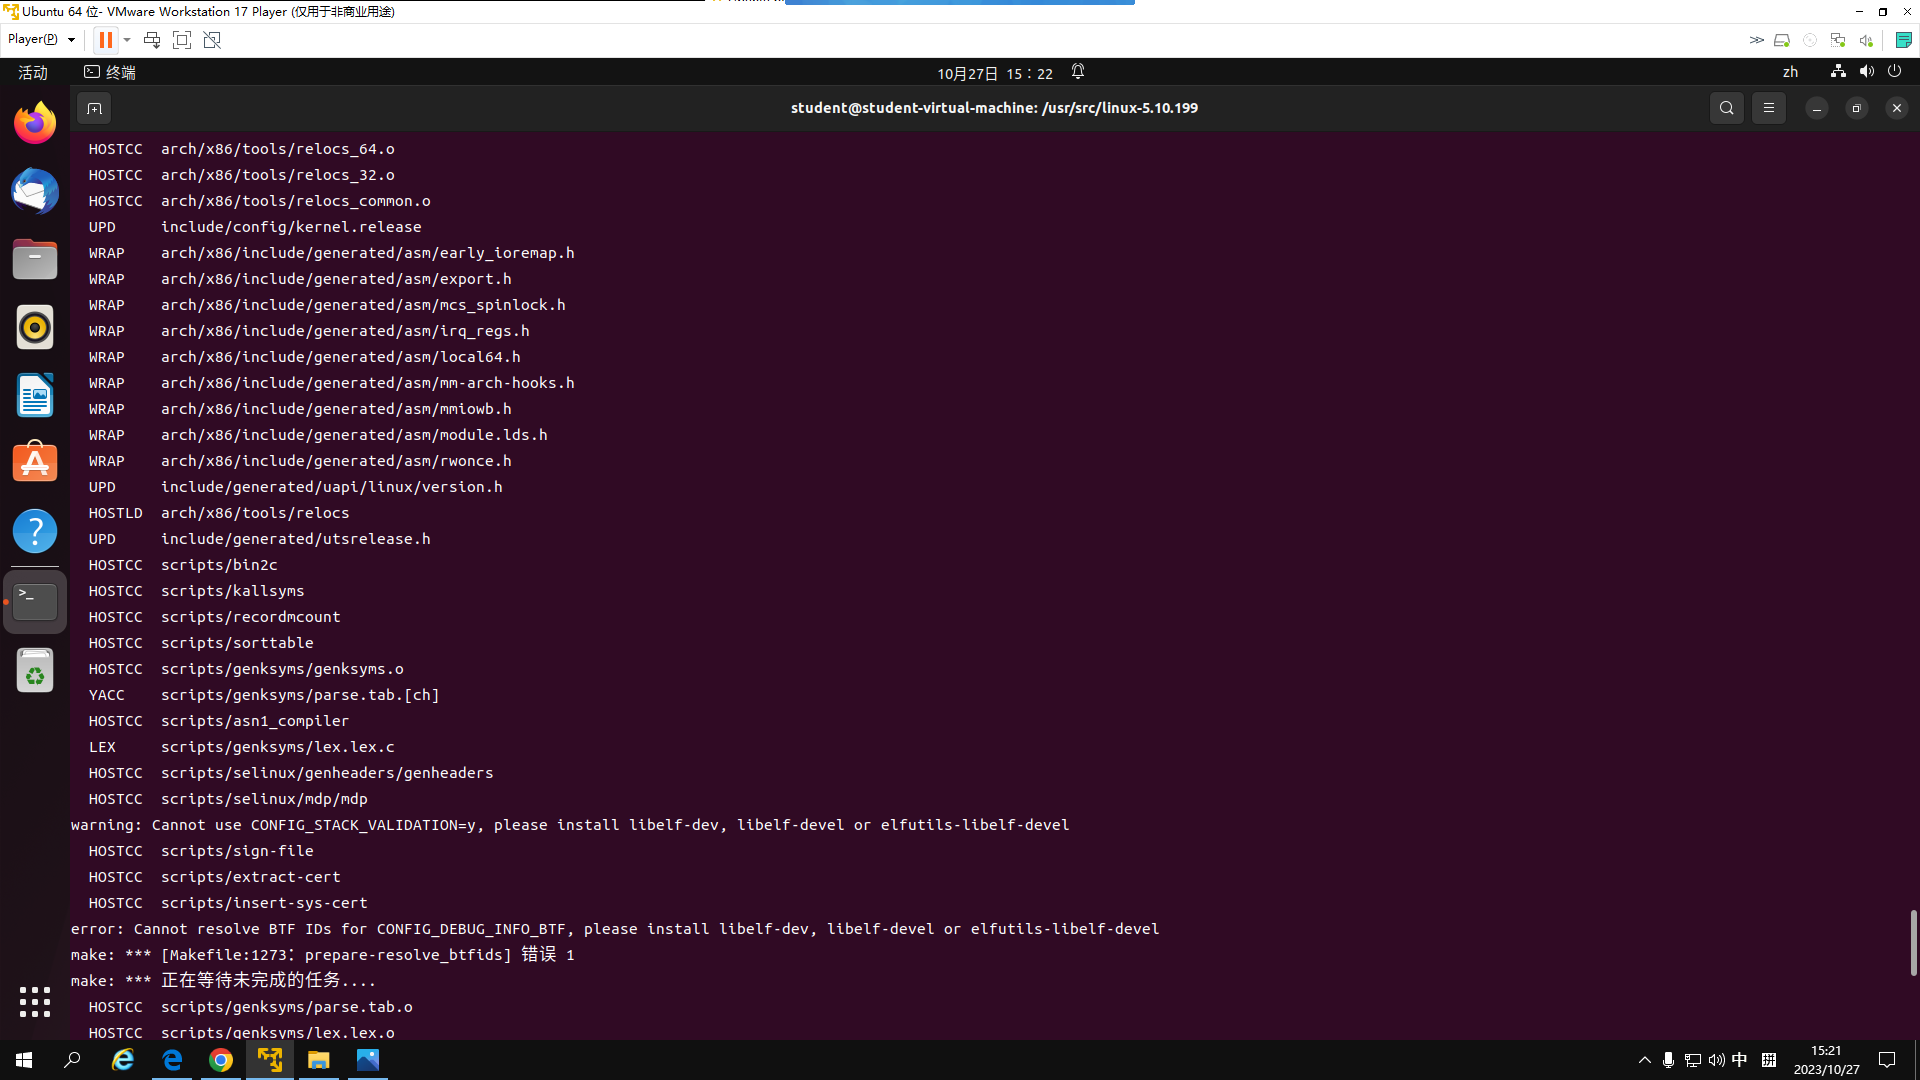 Ubuntu 64 位- VMware Workstation 17 Player (仅用于非商业用途)
Player(P)
活动
终端
10月27日 15：22
zh
student@student-virtual-machine: /usr/src/linux-5.10.199
HOSTCC  arch/x86/tools/relocs_64.o
HOSTCC  arch/x86/tools/relocs_32.o
HOSTCC  arch/x86/tools/relocs_common.o
UPD     include/config/kernel.release
WRAP    arch/x86/include/generated/asm/early_ioremap.h
WRAP    arch/x86/include/generated/asm/export.h
WRAP    arch/x86/include/generated/asm/mcs_spinlock.h
WRAP    arch/x86/include/generated/asm/irq_regs.h
WRAP    arch/x86/include/generated/asm/local64.h
WRAP    arch/x86/include/generated/asm/mm-arch-hooks.h
WRAP    arch/x86/include/generated/asm/mmiowb.h
WRAP    arch/x86/include/generated/asm/module.lds.h
WRAP    arch/x86/include/generated/asm/rwonce.h
UPD     include/generated/uapi/linux/version.h
HOSTLD  arch/x86/tools/relocs
UPD     include/generated/utsrelease.h
HOSTCC  scripts/bin2c
HOSTCC  scripts/kallsyms
HOSTCC  scripts/recordmcount
HOSTCC  scripts/sorttable
HOSTCC  scripts/genksyms/genksyms.o
YACC    scripts/genksyms/parse.tab.[ch]
HOSTCC  scripts/asn1_compiler
LEX     scripts/genksyms/lex.lex.c
HOSTCC  scripts/selinux/genheaders/genheaders
HOSTCC  scripts/selinux/mdp/mdp
warning: Cannot use CONFIG_STACK_VALIDATION=y, please install libelf-dev, libelf-devel or elfutils-libelf-devel
HOSTCC  scripts/sign-file
HOSTCC  scripts/extract-cert
HOSTCC  scripts/insert-sys-cert
error: Cannot resolve BTF IDs for CONFIG_DEBUG_INFO_BTF, please install libelf-dev, libelf-devel or elfutils-libelf-devel
make: *** [Makefile:1273：prepare-resolve_btfids] 错误 1
make: *** 正在等待未完成的任务....
HOSTCC  scripts/genksyms/parse.tab.o
HOSTCC  scripts/genksyms/lex.lex.o
中
15:21
2023/10/27